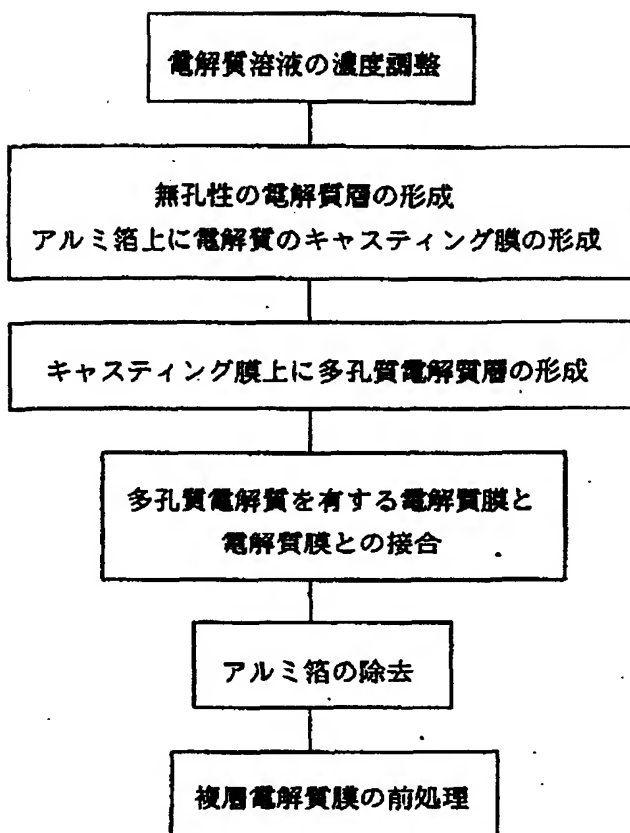 電解質溶液の濃度調整
無孔性の電解質層の形成
アルミ箔上に電解質のキャスティング膜の形成
キャスティング膜上に多孔質電解質層の形成
多孔質電解質を有する電解質膜と
電解質膜との接合
アルミ箔の除去
複層電解質膜の前処理